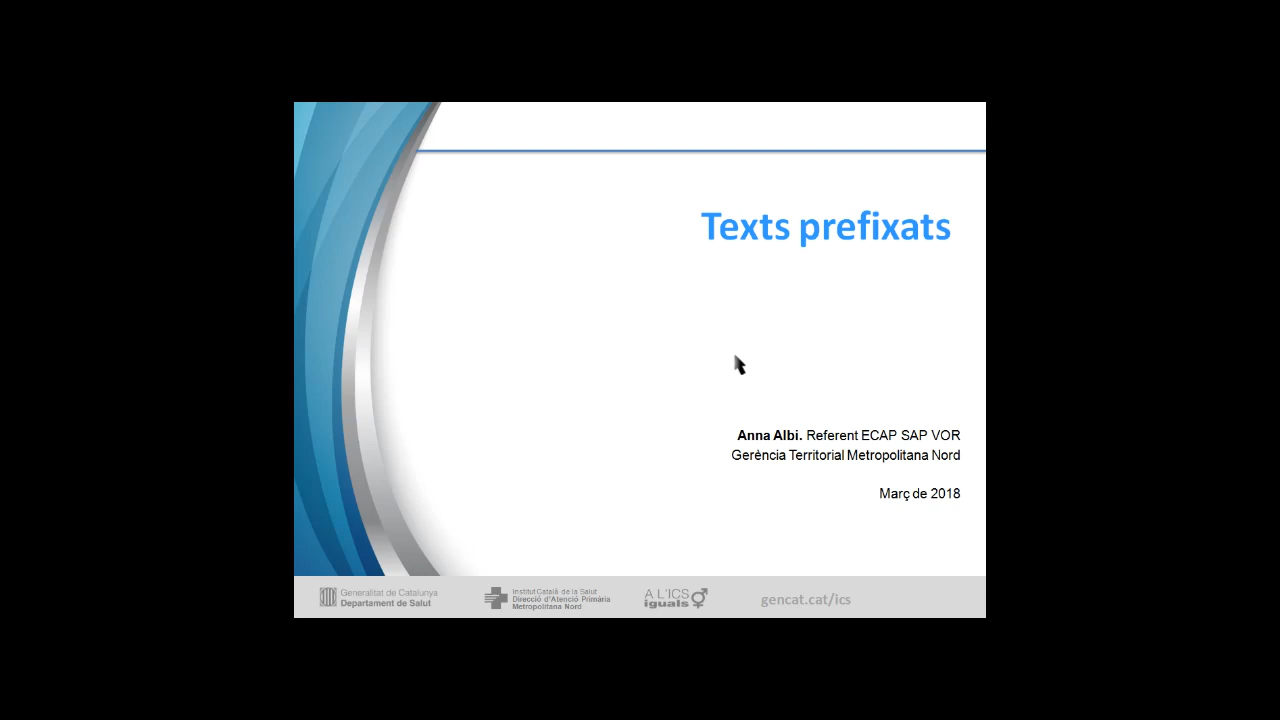 Texts prefixats
Anna Albi. Referent ECAP SAP VOR
Gerència Territorial Metropolitana Nord
Març de 2018
Generalitat de Catalunya
Departament de Salut
Institut Català de la Salut
Direcció d'Atenció Primària
Metropolitana Nord
A L'ICS
iguals
gencat.cat/ics